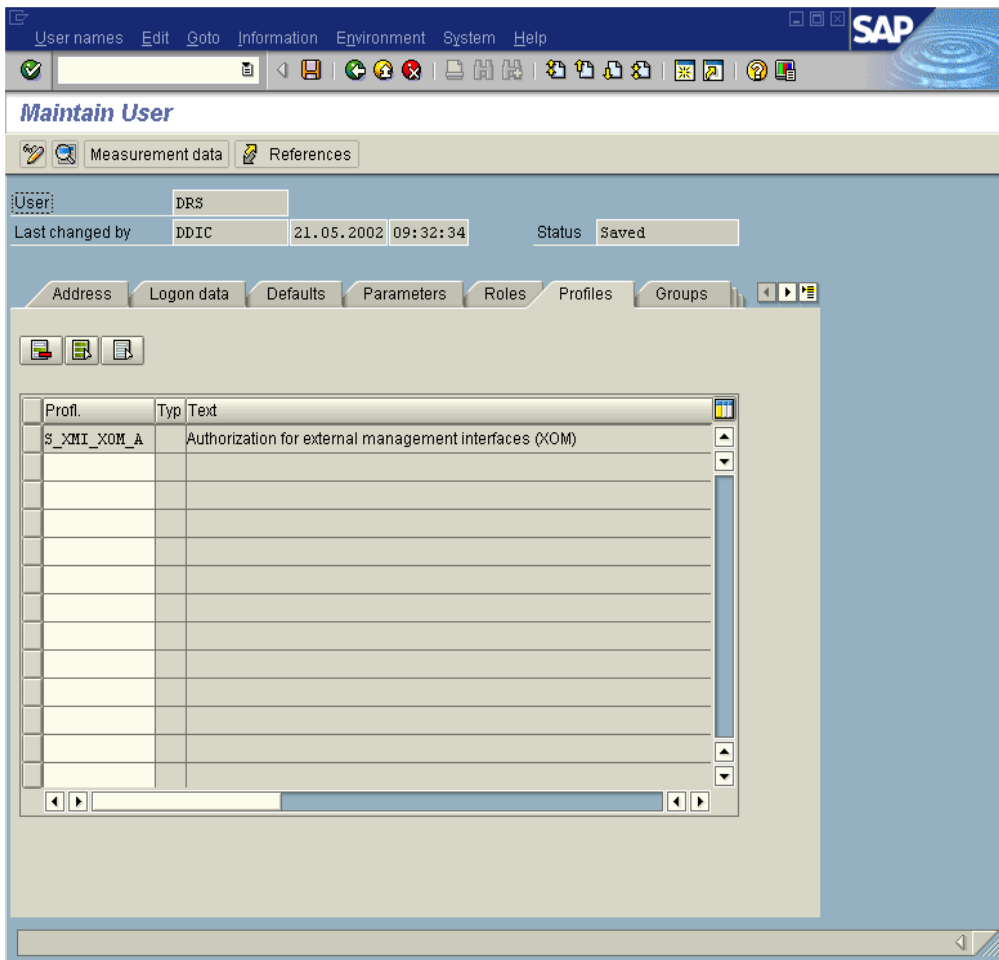 User names Edit Goto Information Environment System Help
SAP
Maintain User
Measurement data References
User DRS
Last changed by DDIC 21.05.2002 09:32:34 Status Saved
Address Logon data Defaults Parameters Roles Profiles Groups
Profl. Typ Text
S_XMI_XOM_A Authorization for external management interfaces (XOM)